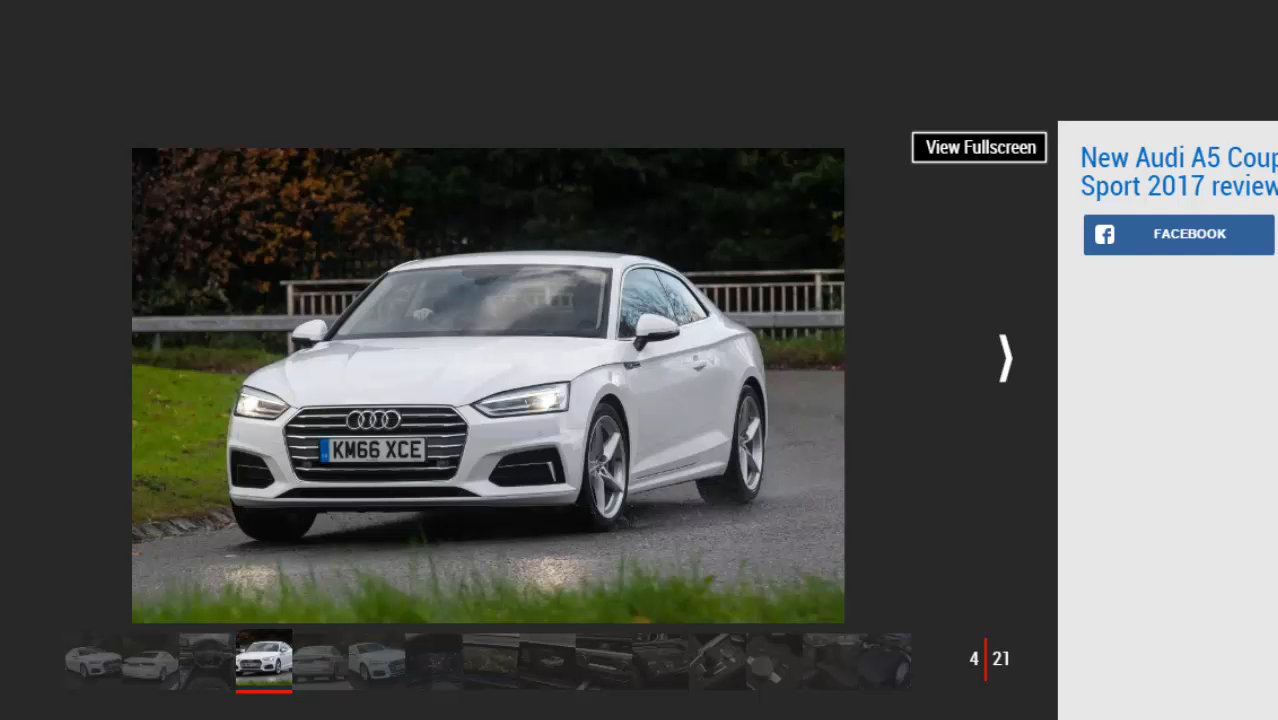 View Fullscreen
New Audi A5 Coup
Sport 2017 review
FACEBOOK
KM66 XCE
4 21